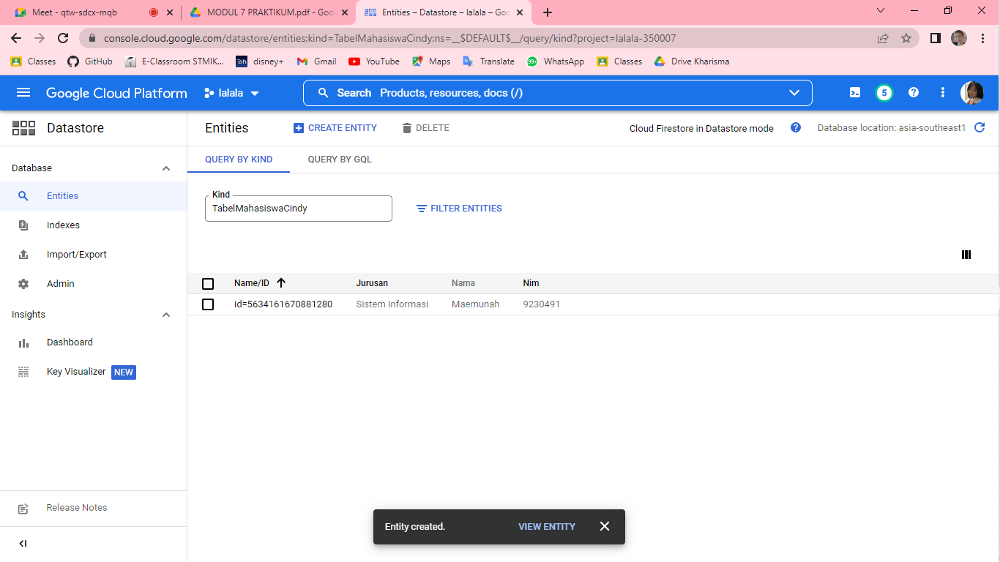 Meet - qtw-sdcx-mqb
MODUL 7 PRAKTIKUM.pdf - Goo
Entities – Datastore – lalala – Goo
console.cloud.google.com/datastore/entities;kind=TabelMahasiswaCindy;ns=__$DEFAULT$__/query/kind?project=lalala-350007
Classes GitHub E-Classroom STMIK... disney+ Gmail YouTube Maps Translate WhatsApp Classes Drive Kharisma
99+
Google Cloud Platform lalala Search Products, resources, docs (/) 5
Datastore
Entities CREATE ENTITY DELETE Cloud Firestore in Datastore mode Database location: asia-southeast1
QUERY BY KIND QUERY BY GQL
Database
Entities
Indexes
Import/Export
Admin
Insights
Dashboard
Key Visualizer NEW
Release Notes
Kind
TabelMahasiswaCindy
FILTER ENTITIES
Name/ID Jurusan Nama Nim
id=5634161670881280 Sistem Informasi Maemunah 9230491
Entity created. VIEW ENTITY